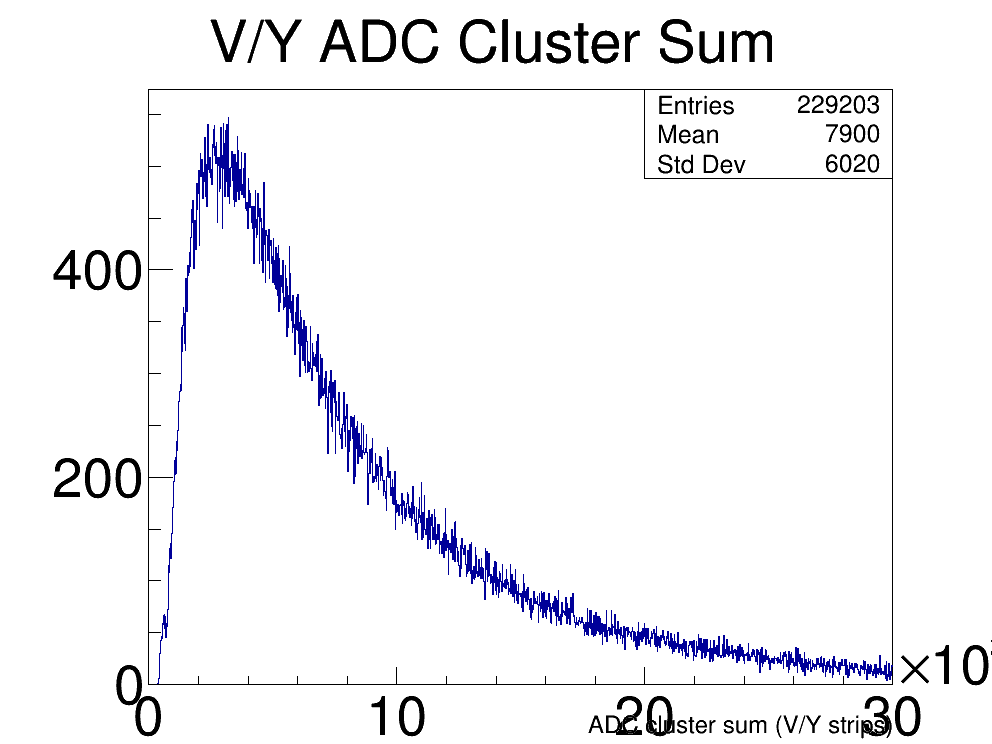 V/Y ADC Cluster Sum
Entries 229203
Mean 7900
Std Dev 6020
400
200
0
0 10 20 30
×10
ADC cluster sum (V/Y strips)